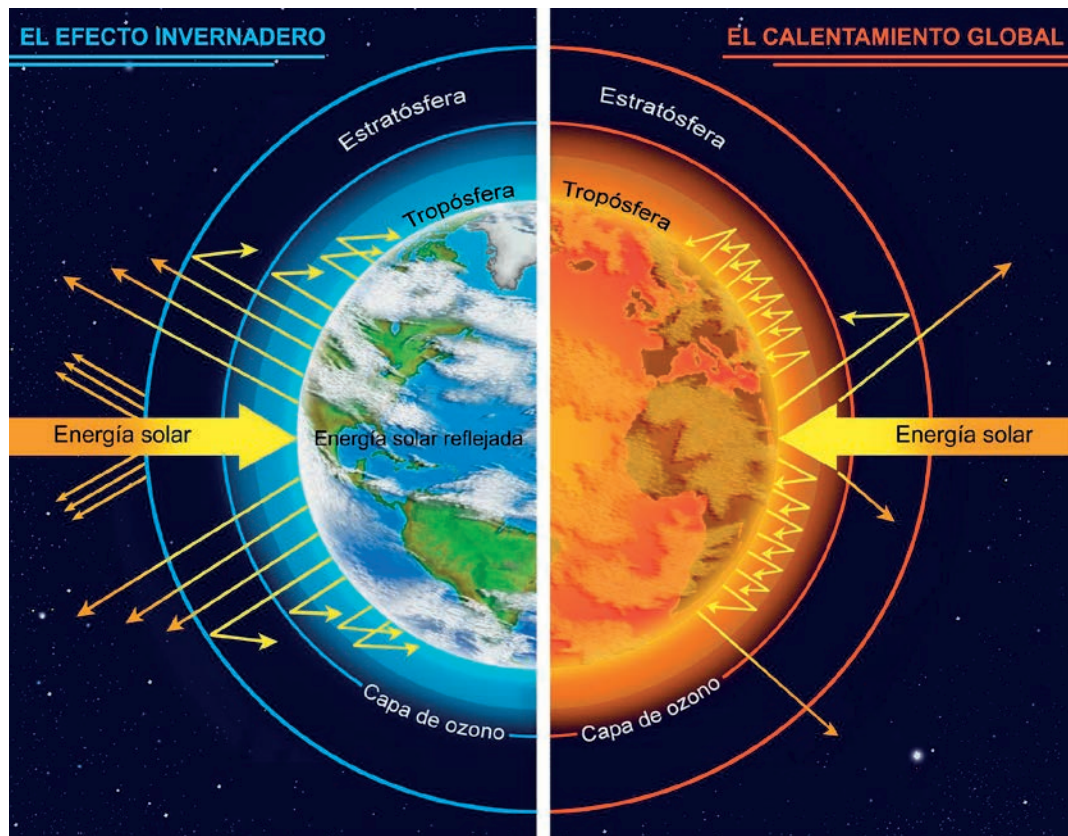 EL EFECTO INVERNADERO
Estratósfera
Tropósfera
Energía solar
Energía solar reflejada
Capa de ozono
EL CALENTAMIENTO GLOBAL
Estratósfera
Tropósfera
Energía solar
Capa de ozono